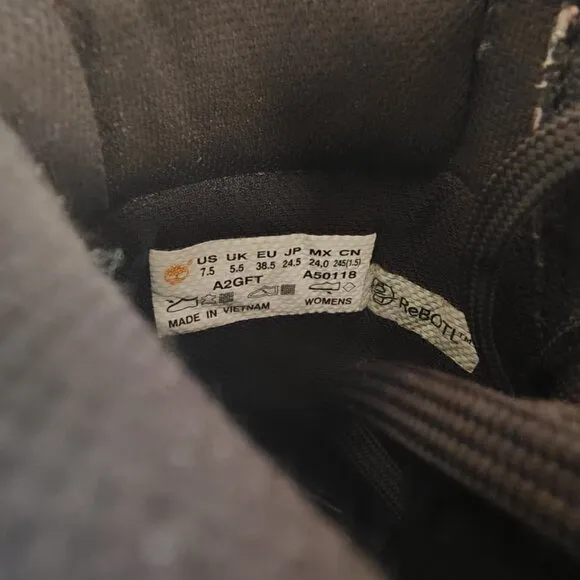 US UK EU JP MX CN
7.5 5.5 38.5 24.5 24.0 245(1.5)
A2GFT A50118
WOMENS
MADE IN VIETNAM
ReBOTL™